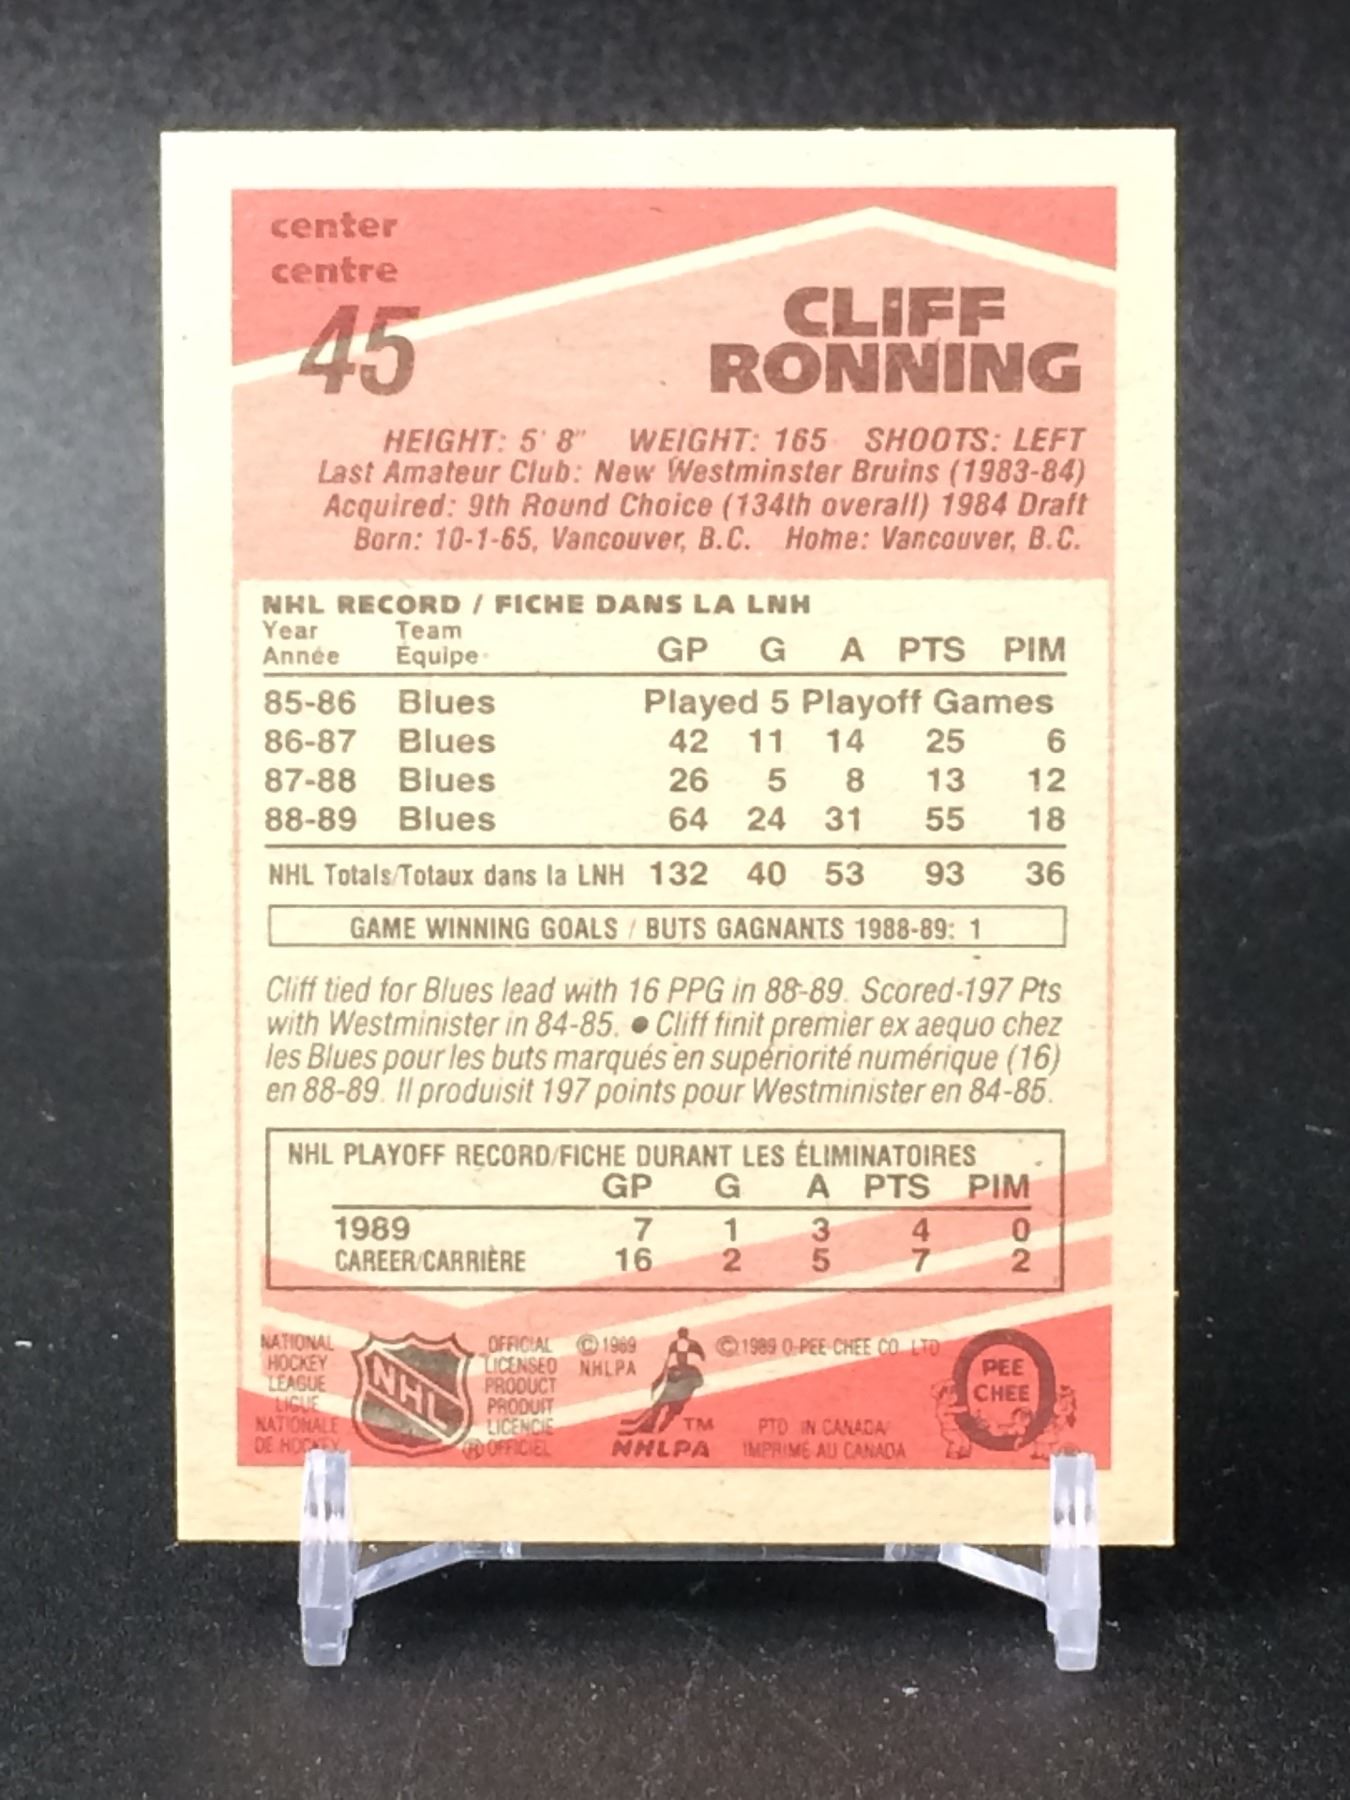 center
centre
45
CLIFF
RONNING
HEIGHT: 5' 8" WEIGHT: 165 SHOOTS: LEFT
Last Amateur Club: New Westminster Bruins (1983-84)
Acquired: 9th Round Choice (134th overall) 1984 Draft
Born: 10-1-65, Vancouver, B.C. Home: Vancouver, B.C.
NHL RECORD / FICHE DANS LA LNH
Year Team
Année Équipe GP G A PTS PIM
85-86 Blues Played 5 Playoff Games
86-87 Blues 42 11 14 25 6
87-88 Blues 26 5 8 13 12
88-89 Blues 64 24 31 55 18
NHL Totals/Totaux dans la LNH 132 40 53 93 36
GAME WINNING GOALS / BUTS GAGNANTS 1988-89: 1
Cliff tied for Blues lead with 16 PPG in 88-89. Scored 197 Pts
with Westminister in 84-85. ● Cliff finit premier ex aequo chez
les Blues pour les buts marqués en supériorité numérique (16)
en 88-89. Il produisit 197 points pour Westminister en 84-85.
NHL PLAYOFF RECORD/FICHE DURANT LES ÉLIMINATOIRES
GP G A PTS PIM
1989 7 1 3 4 0
CAREER/CARRIÈRE 16 2 5 7 2
NATIONAL
HOCKEY
LEAGUE
LIGUE
NATIONALE
DE HOCKEY
NHL
OFFICIAL
LICENSED
PRODUCT
PRODUIT
LICENCIE
® OFFICIEL
© 1989
NHLPA
TM
NHLPA
© 1989 O-PEE-CHEE CO. LTD
PTD. IN CANADA/
IMPRIMÉ AU CANADA
O
PEE
CHEE